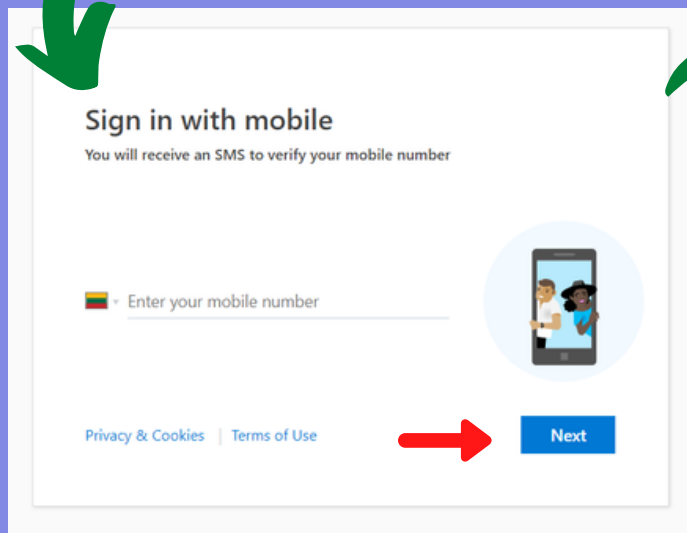 Sign in with mobile
You will receive an SMS to verify your mobile number
Enter your mobile number
Privacy & Cookies | Terms of Use
Next